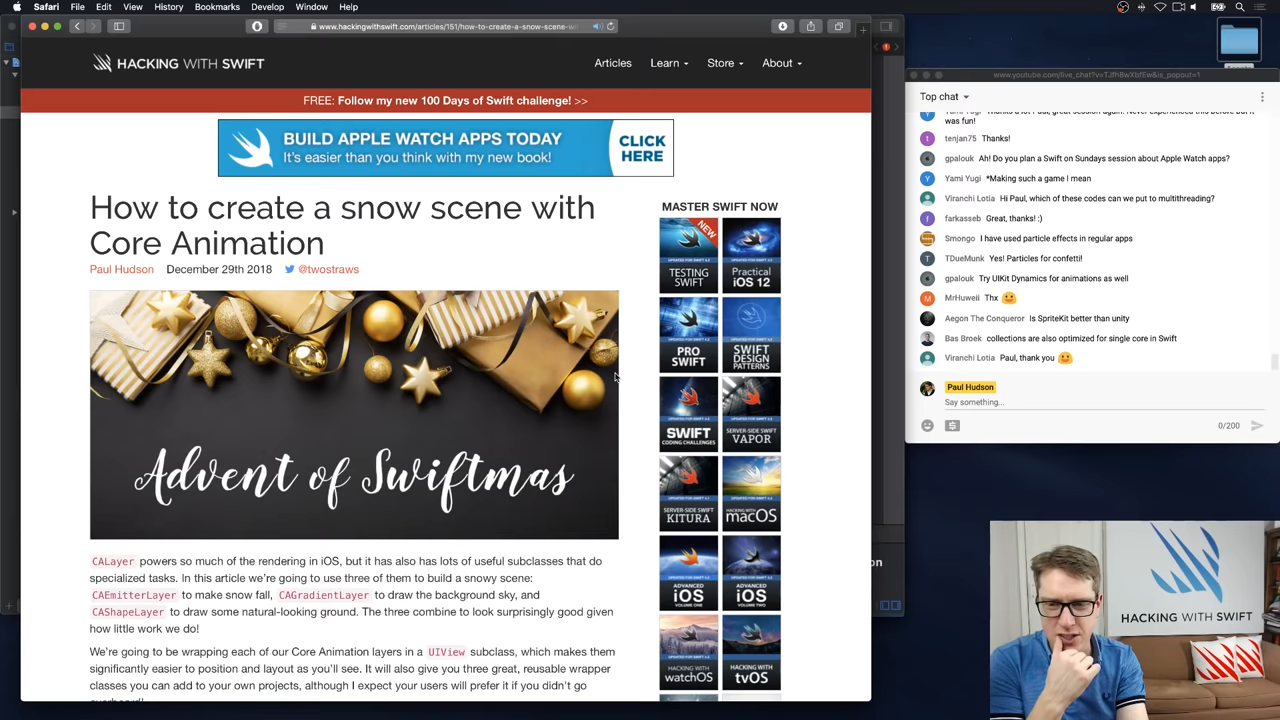 Safari File Edit View History Bookmarks Develop Window Help
www.hackingwithswift.com/articles/151/how-to-create-a-snow-scene-wi
HACKING WITH SWIFT
Articles Learn Store About
FREE: Follow my new 100 Days of Swift challenge! >>
BUILD APPLE WATCH APPS TODAY
It's easier than you think with my new book!
CLICK
HERE
How to create a snow scene with
Core Animation
Paul Hudson December 29th 2018 @twostraws
Advent of Swiftmas
CALayer powers so much of the rendering in iOS, but it has also has lots of useful subclasses that do
specialized tasks. In this article we're going to use three of them to build a snowy scene:
CAEmitterLayer to make snow fall, CAGradientLayer to draw the background sky, and
CAShapeLayer to draw some natural-looking ground. The three combine to look surprisingly good given
how little work we do!
We're going to be wrapping each of our Core Animation layers in a UIView subclass, which makes them
significantly easier to position and layout as you'll see. It will also give you three great, reusable wrapper
classes you can add to your own projects, although I expect your users will prefer it if you didn't go
MASTER SWIFT NOW
NEW
TESTING
SWIFT
Practical
iOS 12
PRO
SWIFT
SWIFT
DESIGN
PATTERNS
SWIFT
CODING CHALLENGES
SERVER-SIDE SWIFT
VAPOR
SERVER-SIDE SWIFT
KITURA
HACKING WITH
macOS
ADVANCED
iOS
VOLUME ONE
ADVANCED
iOS
VOLUME TWO
HACKING WITH
watchOS
HACKING WITH
tvOS
on
www.youtube.com/live_chat?v=TJfhBwXbfEw&is_popout=1
Top chat
was fun!
tenjan75 Thanks!
gpalouk Ah! Do you plan a Swift on Sundays session about Apple Watch apps?
Yami Yugi *Making such a game I mean
Viranchi Lotia Hi Paul, which of these codes can we put to multithreading?
farkasseb Great, thanks! :)
Smongo I have used particle effects in regular apps
TDueMunk Yes! Particles for confetti!
gpalouk Try UIKit Dynamics for animations as well
MrHuweii Thx
Aegon The Conqueror Is SpriteKit better than unity
Bas Broek collections are also optimized for single core in Swift
Viranchi Lotia Paul, thank you
Paul Hudson
Say something...
0/200
HACKING WITH SWIFT